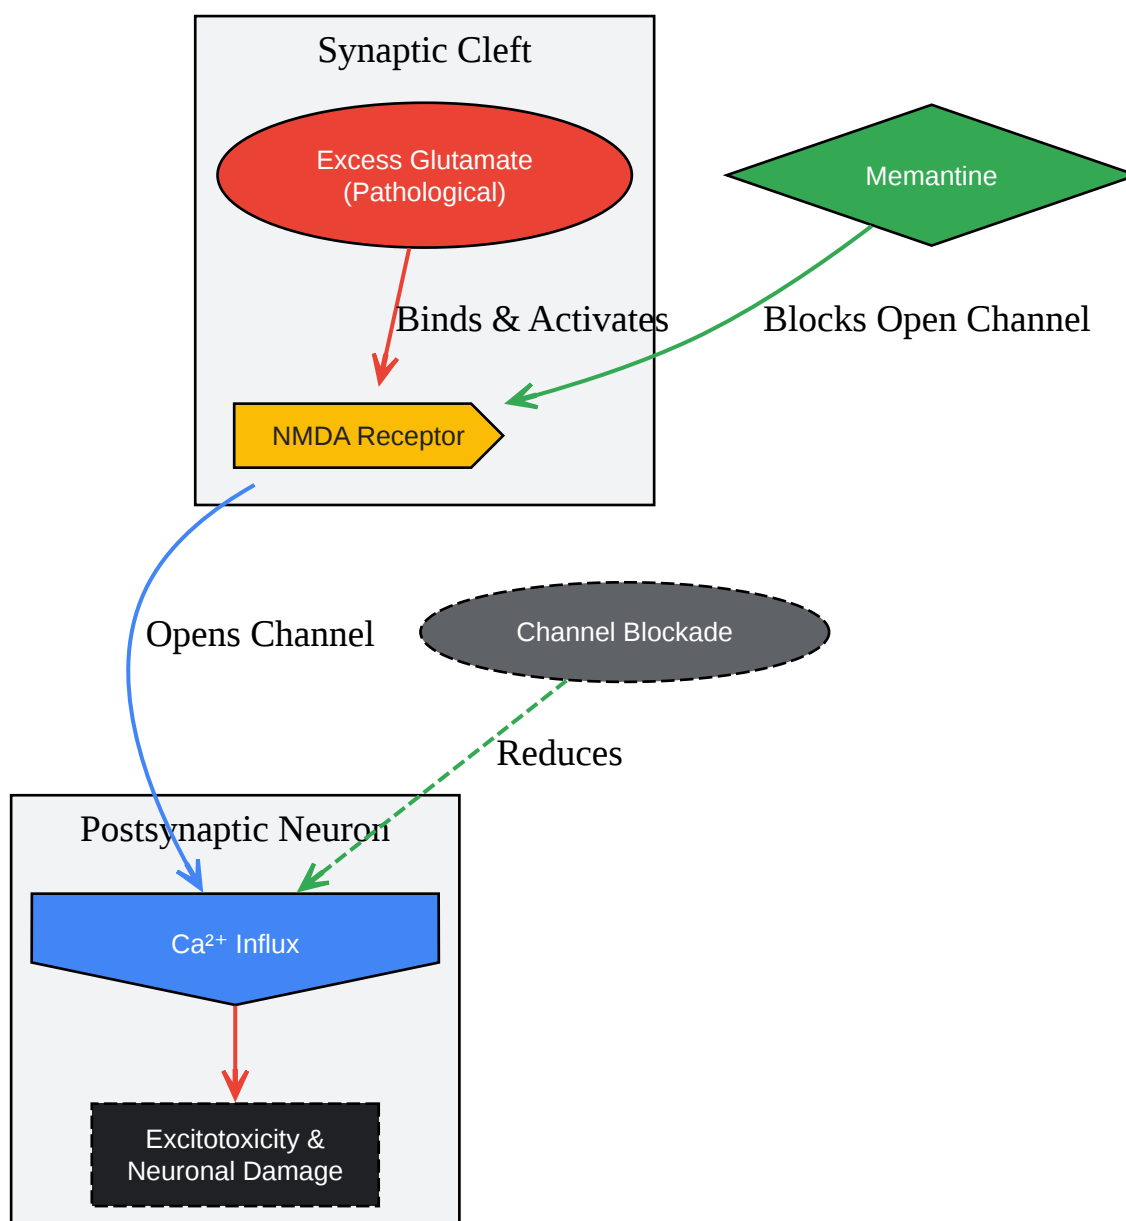 Synaptic Cleft
Excess Glutamate
(Pathological)
Memantine
Binds & Activates
Blocks Open Channel
NMDA Receptor
Opens Channel
Channel Blockade
Reduces
Postsynaptic Neuron
Ca²⁺ Influx
Excitotoxicity &
Neuronal Damage